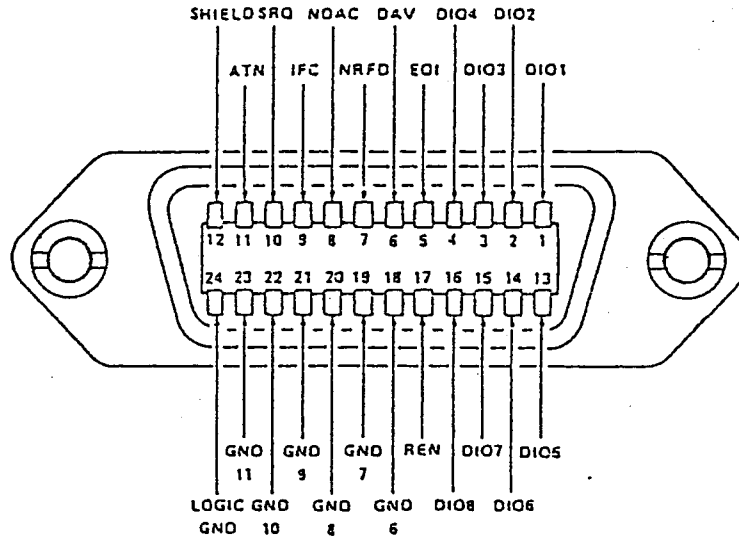 SHIELD SRQ NDAC DAV DIO4 DIO2
ATN IFC NRFD EOI DIO3 DIO1
12 11 10 9 8 7 6 5 4 3 2 1
24 23 22 21 20 19 18 17 16 15 14 13
GND GND GND REN DIO7 DIO5
11 9 7
LOGIC GND GND GND DIO8 DIO6
GND 10 8 6